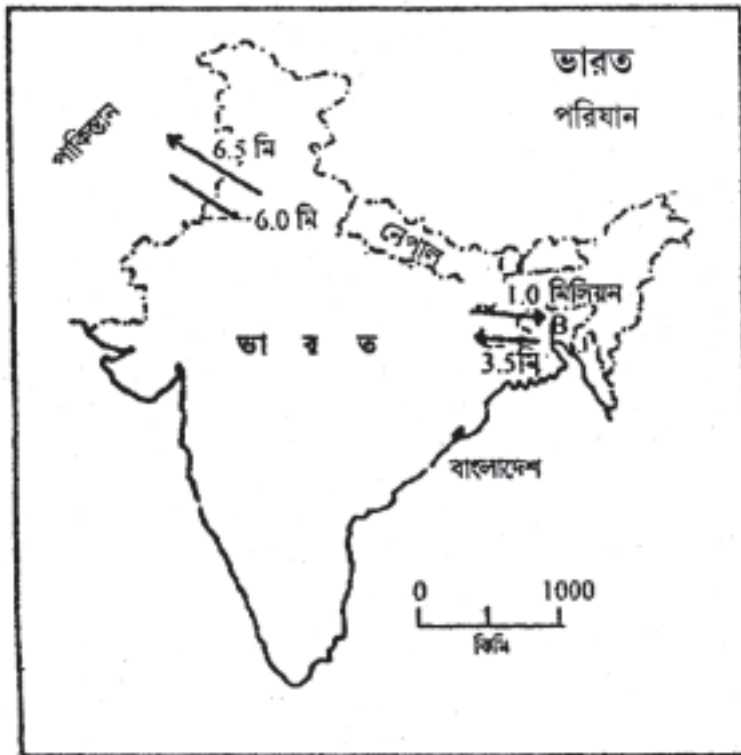 ভারত
পরিযান
পাকিস্তান
6.5 মি
6.0 মি
নেপাল
1.0 মিলিয়ন
B
3.5মি
ভা র ত
বাংলাদেশ
0 1000
কিমি